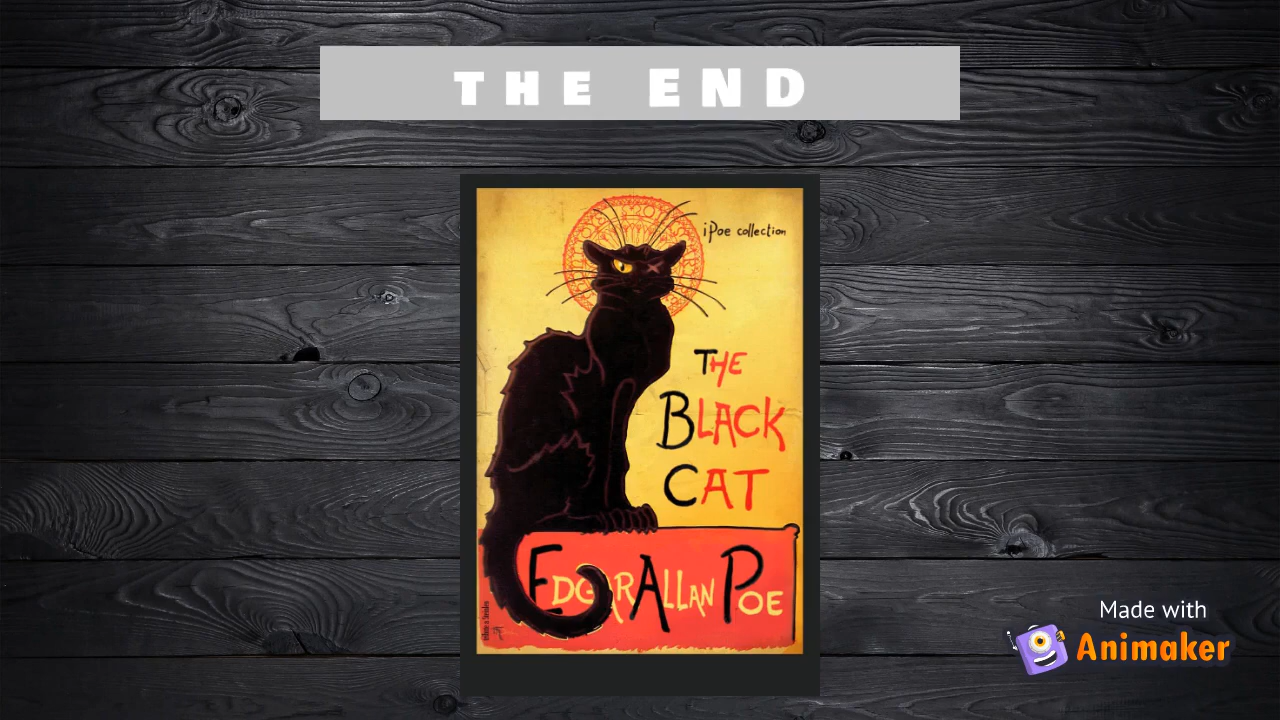 THE END
iPoe collection
THE
BLACK
CAT
EDGAR ALLAN POE
Made with
Animaker